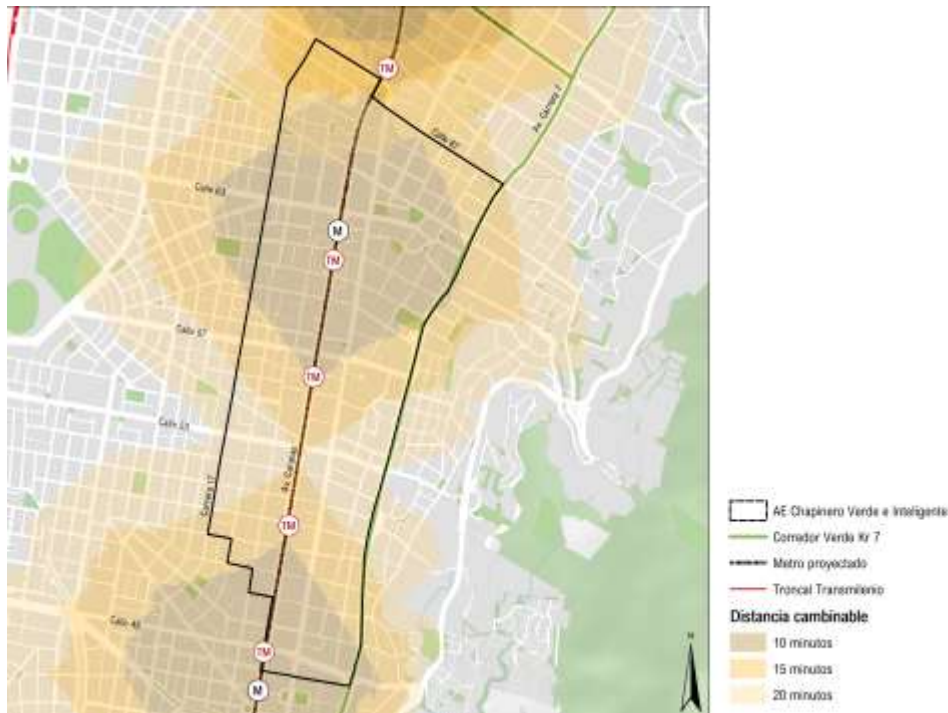 TM
Av. Carrera 7
Calle 67
Calle 63
M
TM
Calle 57
TM
Calle 53
Av. Caracas
Carrera 17
TM
Calle 45
TM
M
AE Chapinero Verde e Inteligente
Corredor Verde Kr 7
Metro proyectado
Troncal Transmilenio
Distancia cambinable
10 minutos
15 minutos
20 minutos
N